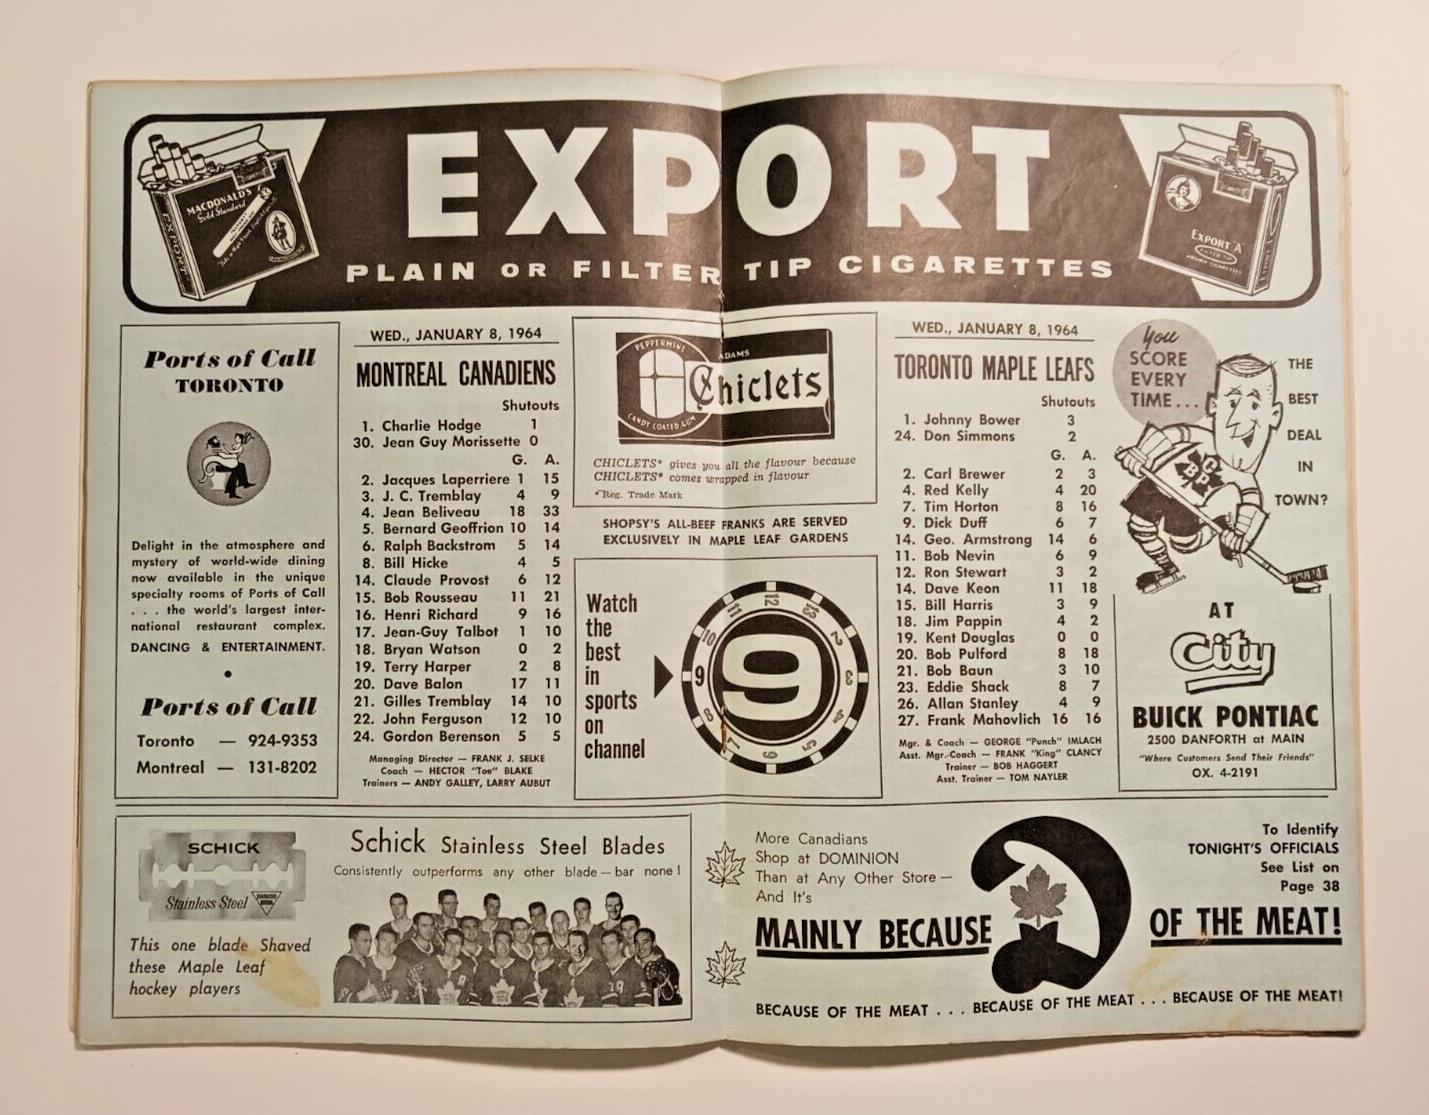 EXPORT
PLAIN OR FILTER TIP CIGARETTES
MACDONALD'S
Gold Standard
EXPORT
EXPORT "A"
FILTER TIP
Ports of Call
TORONTO
Delight in the atmosphere and
mystery of world-wide dining
now available in the unique
specialty rooms of Ports of Call
. . . the world's largest inter-
national restaurant complex.
DANCING & ENTERTAINMENT.
•
Ports of Call
Toronto — 924-9353
Montreal — 131-8202
WED., JANUARY 8, 1964
MONTREAL CANADIENS
Shutouts
1. Charlie Hodge 1
30. Jean Guy Morissette 0
G. A.
2. Jacques Laperriere 1 15
3. J. C. Tremblay 4 9
4. Jean Beliveau 18 33
5. Bernard Geoffrion 10 14
6. Ralph Backstrom 5 14
8. Bill Hicke 4 5
14. Claude Provost 6 12
15. Bob Rousseau 11 21
16. Henri Richard 9 16
17. Jean-Guy Talbot 1 10
18. Bryan Watson 0 2
19. Terry Harper 2 8
20. Dave Balon 17 11
21. Gilles Tremblay 14 10
22. John Ferguson 12 10
24. Gordon Berenson 5 5
Managing Director — FRANK J. SELKE
Coach — HECTOR "Toe" BLAKE
Trainers — ANDY GALLEY, LARRY AUBUT
PEPPERMINT
CANDY COATED GUM
ADAMS
Chiclets
CHICLETS* gives you all the flavour because
CHICLETS* comes wrapped in flavour
*Reg. Trade Mark
SHOPSY'S ALL-BEEF FRANKS ARE SERVED
EXCLUSIVELY IN MAPLE LEAF GARDENS
Watch
the
best
in
sports
on
channel
9
12
2
3
4
5
6
7
8
9
10
11
WED., JANUARY 8, 1964
TORONTO MAPLE LEAFS
Shutouts
1. Johnny Bower 3
24. Don Simmons 2
G. A.
2. Carl Brewer 2 3
4. Red Kelly 4 20
7. Tim Horton 8 16
9. Dick Duff 6 7
14. Geo. Armstrong 14 6
11. Bob Nevin 6 9
12. Ron Stewart 3 2
14. Dave Keon 11 18
15. Bill Harris 3 9
18. Jim Pappin 4 2
19. Kent Douglas 0 0
20. Bob Pulford 8 18
21. Bob Baun 3 10
23. Eddie Shack 8 7
26. Allan Stanley 4 9
27. Frank Mahovlich 16 16
Mgr. & Coach — GEORGE "Punch" IMLACH
Asst. Mgr.-Coach — FRANK "King" CLANCY
Trainer — BOB HAGGERT
Asst. Trainer — TOM NAYLER
You
SCORE
EVERY
TIME . . .
THE
BEST
DEAL
IN
TOWN?
AT
City
BUICK PONTIAC
2500 DANFORTH at MAIN
"Where Customers Send Their Friends"
OX. 4-2191
SCHICK
Stainless Steel
This one blade Shaved
these Maple Leaf
hockey players
Schick Stainless Steel Blades
Consistently outperforms any other blade — bar none !
More Canadians
Shop at DOMINION
Than at Any Other Store —
And It's
MAINLY BECAUSE
To Identify
TONIGHT'S OFFICIALS
See List on
Page 38
OF THE MEAT!
BECAUSE OF THE MEAT . . . BECAUSE OF THE MEAT . . . BECAUSE OF THE MEAT!